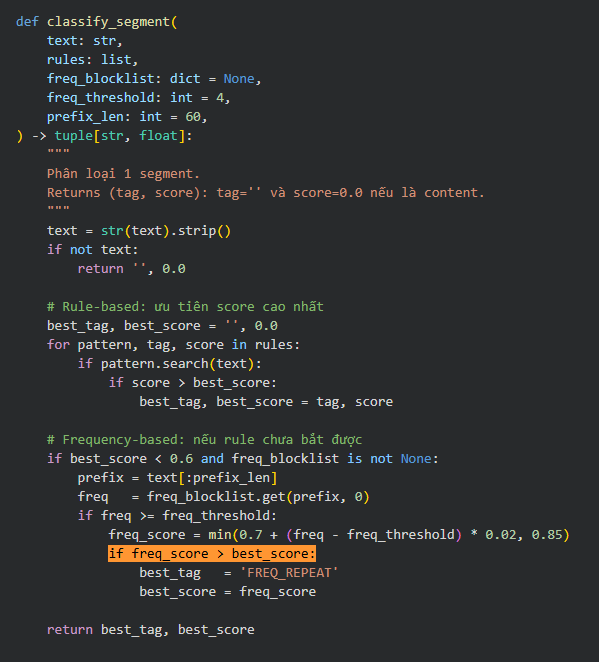 def classify_segment(
    text: str,
    rules: list,
    freq_blocklist: dict = None,
    freq_threshold: int = 4,
    prefix_len: int = 60,
) -> tuple[str, float]:
    """
    Phân loại 1 segment.
    Returns (tag, score): tag='' và score=0.0 nếu là content.
    """
    text = str(text).strip()
    if not text:
        return '', 0.0

    # Rule-based: ưu tiên score cao nhất
    best_tag, best_score = '', 0.0
    for pattern, tag, score in rules:
        if pattern.search(text):
            if score > best_score:
                best_tag, best_score = tag, score

    # Frequency-based: nếu rule chưa bắt được
    if best_score < 0.6 and freq_blocklist is not None:
        prefix = text[:prefix_len]
        freq   = freq_blocklist.get(prefix, 0)
        if freq >= freq_threshold:
            freq_score = min(0.7 + (freq - freq_threshold) * 0.02, 0.85)
            if freq_score > best_score:
                best_tag   = 'FREQ_REPEAT'
                best_score = freq_score

    return best_tag, best_score